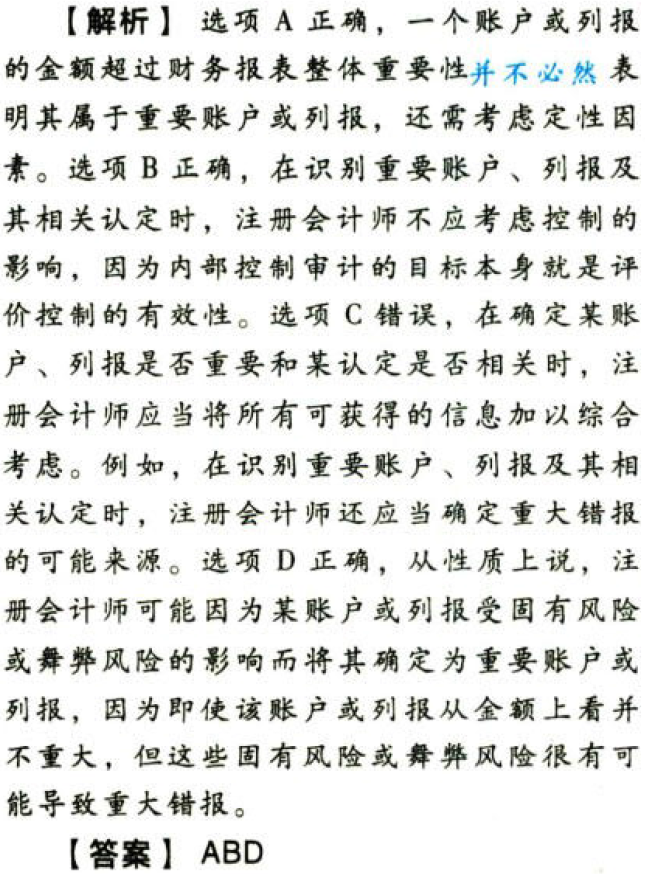 【解析】 选项 A 正确，一个账户或列报
的金额超过财务报表整体重要性并不必然表
明其属于重要账户或列报，还需考虑定性因
素。选项 B 正确，在识别重要账户、列报及
其相关认定时，注册会计师不应考虑控制的
影响，因为内部控制审计的目标本身就是评
价控制的有效性。选项 C 错误，在确定某账
户、列报是否重要和某认定是否相关时，注
册会计师应当将所有可获得的信息加以综合
考虑。例如，在识别重要账户、列报及其相
关认定时，注册会计师还应当确定重大错报
的可能来源。选项 D 正确，从性质上说，注
册会计师可能因为某账户或列报受固有风险
或舞弊风险的影响而将其确定为重要账户或
列报，因为即使该账户或列报从金额上看并
不重大，但这些固有风险或舞弊风险很有可
能导致重大错报。
【答案】 ABD